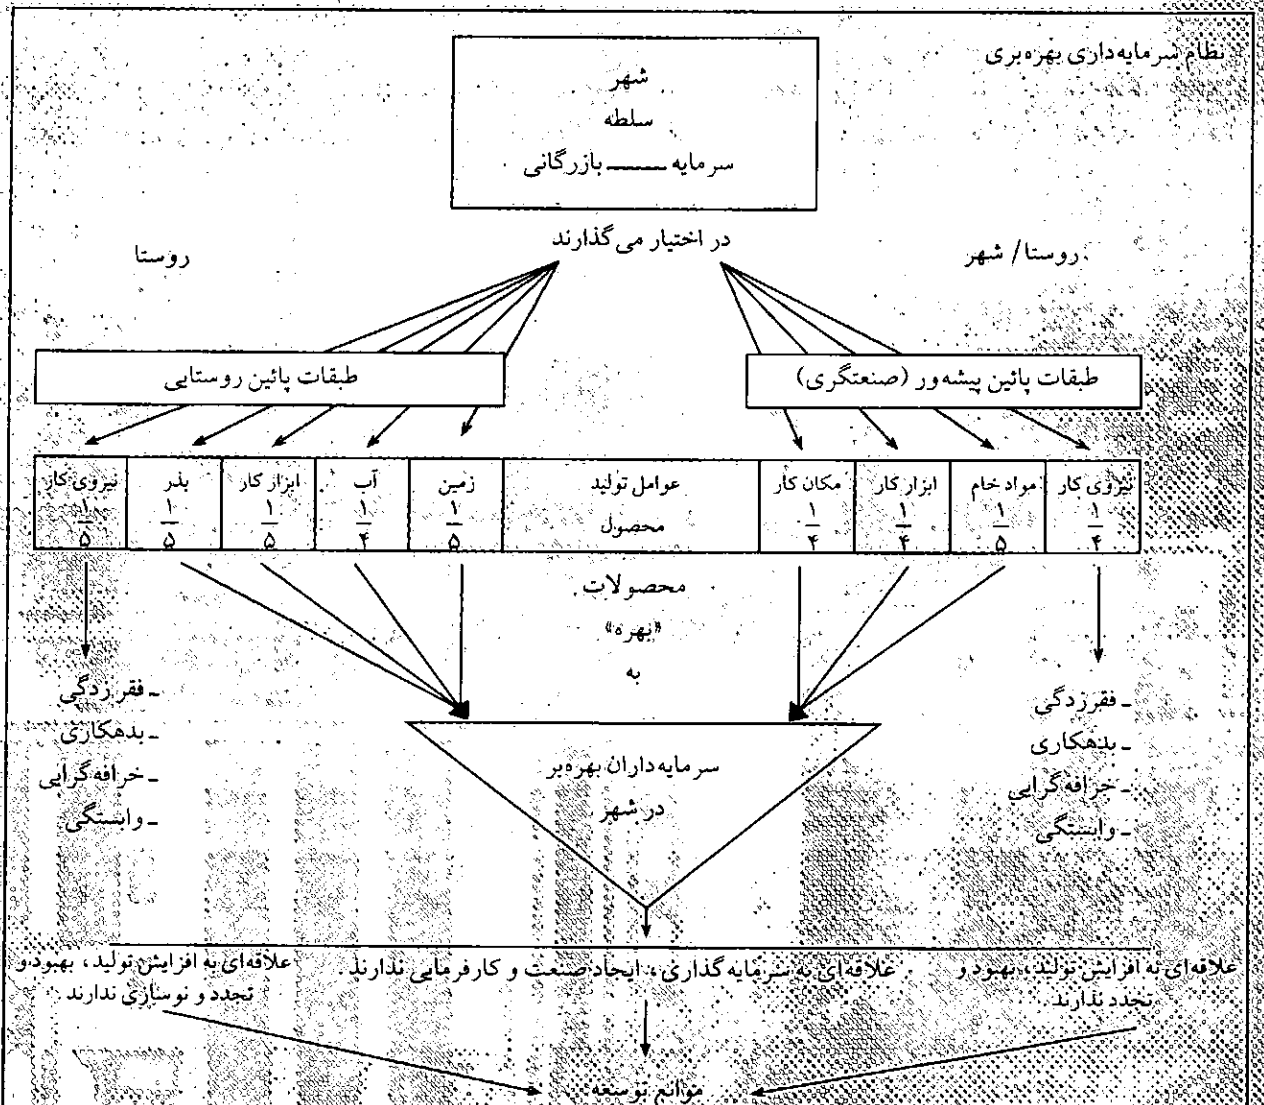 نظام سرمایه‌داری بهره‌بری
شهر
سلطه
سرمایه ــــــ بازرگانی
در اختیار می‌گذارند
روستا / شهر
روستا
طبقات پائین پیشه‌ور (صنعتگری)
طبقات پائین روستایی
نیروی کار ۱/۴
مواد خام ۱/۵
ابزار کار ۱/۴
مکان کار ۱/۴
عوامل تولید
محصول
زمین ۱/۵
آب ۱/۴
ابزار کار ۱/۵
بذر ۱/۵
نیروی کار ۱/۵
محصولات
«بهره»
به
سرمایه‌داران بهره‌بر
در شهر
ـ فقرزدگی
ـ بدهکاری
ـ خرافه‌گرایی
ـ وابستگی
ـ فقرزدگی
ـ بدهکاری
ـ خرافه‌گرایی
ـ وابستگی
علاقه‌ای به افزایش تولید، بهبود و
تجدد ندارند
علاقه‌ای به سرمایه‌گذاری، ایجاد صنعت و کارفرمایی ندارند.
علاقه‌ای به افزایش تولید، بهبود و
تجدد و نوسازی ندارند.
موانع توسعه